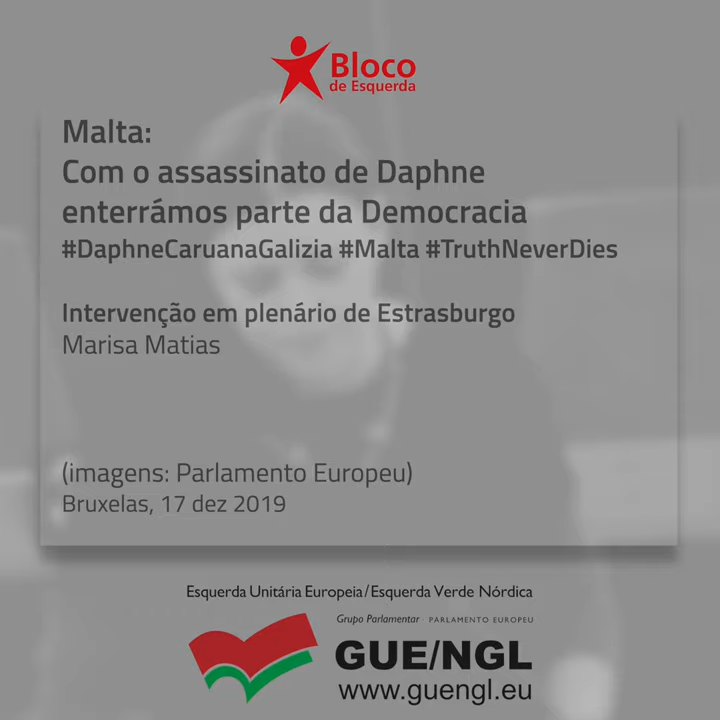 Bloco
de Esquerda
Malta:
Com o assassinato de Daphne
enterrámos parte da Democracia
#DaphneCaruanaGalizia #Malta #TruthNeverDies
Intervenção em plenário de Estrasburgo
Marisa Matias
(imagens: Parlamento Europeu)
Bruxelas, 17 dez 2019
Esquerda Unitária Europeia/Esquerda Verde Nórdica
Grupo Parlamentar · PARLAMENTO EUROPEU
GUE/NGL
www.guengl.eu